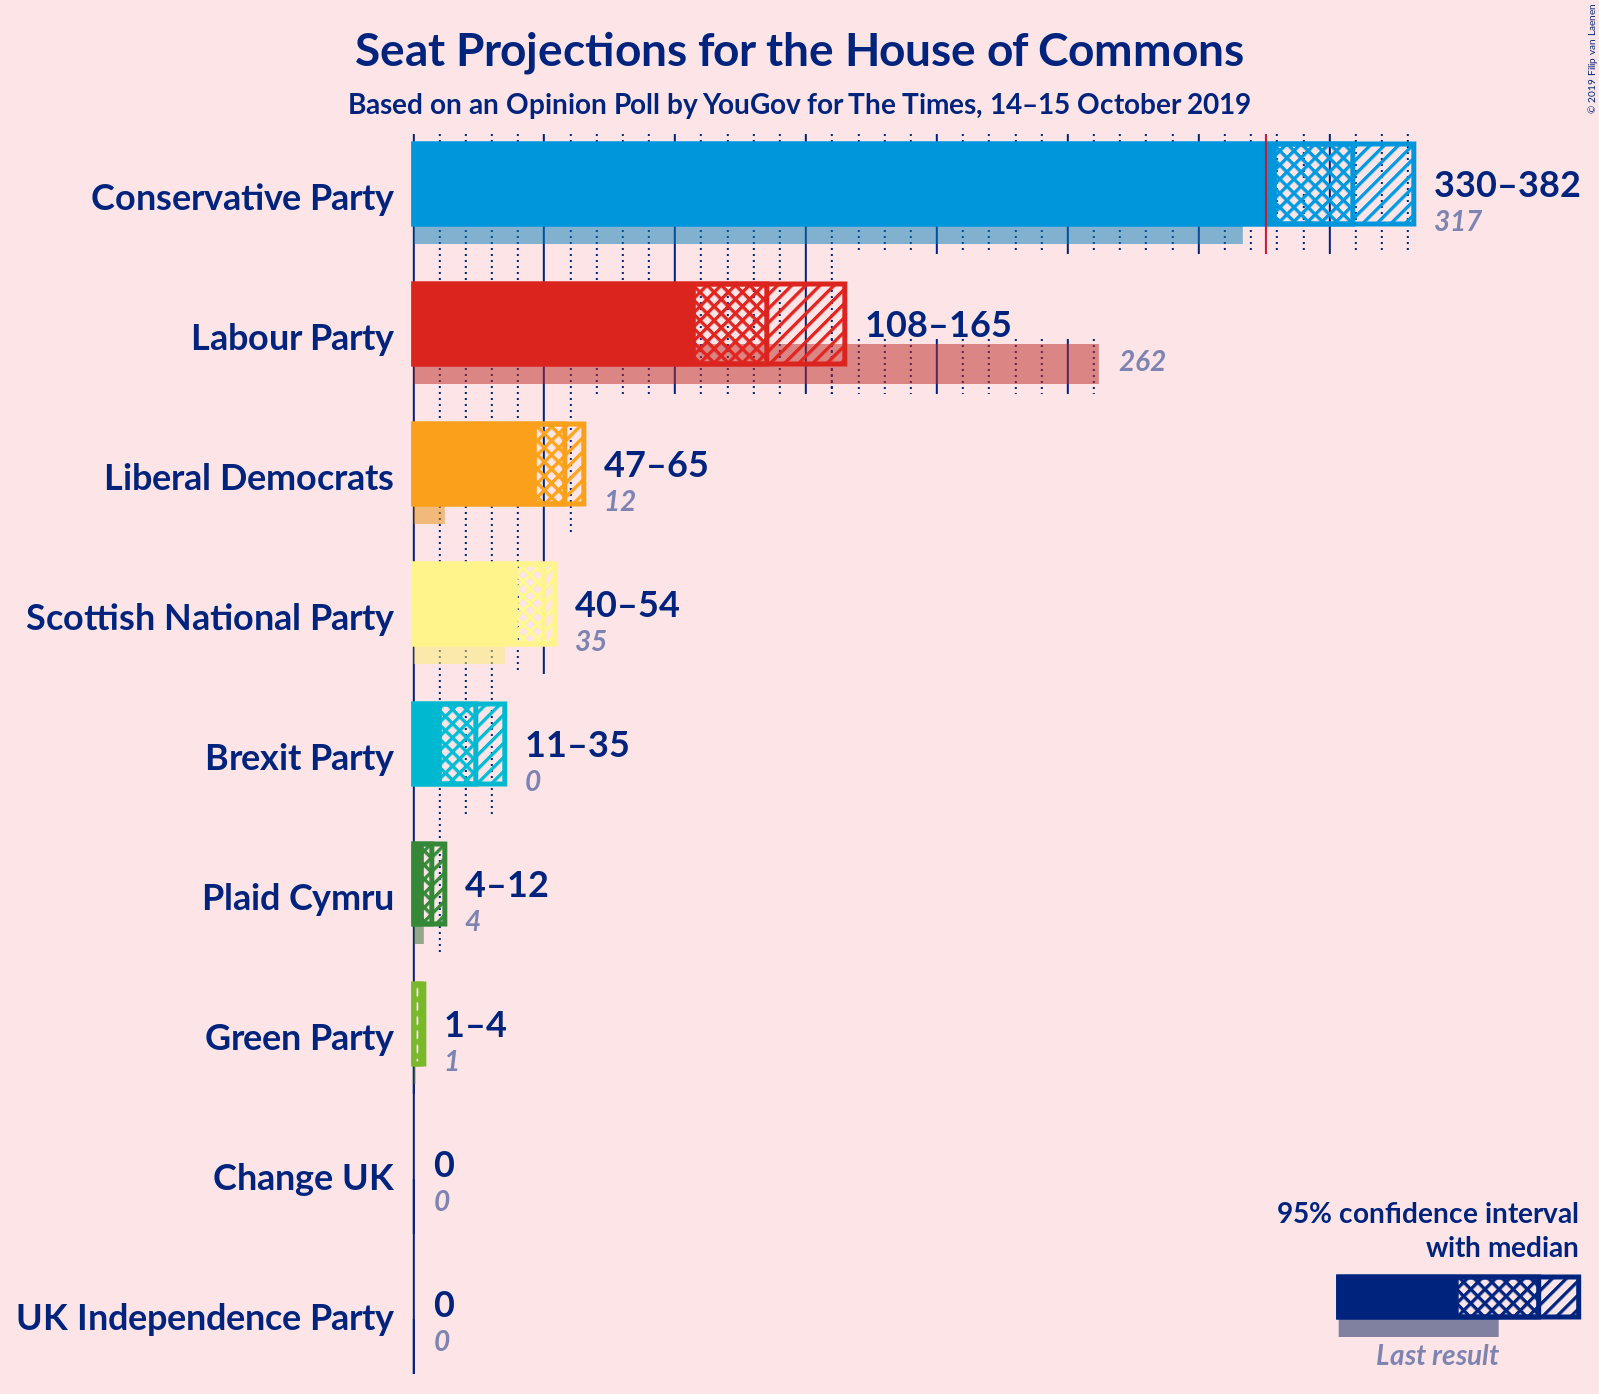 Seat Projections for the House of Commons
Based on an Opinion Poll by YouGov for The Times, 14–15 October 2019
© 2019 Filip van Laenen
Conservative Party
330–382
317
Labour Party
108–165
262
Liberal Democrats
47–65
12
Scottish National Party
40–54
35
Brexit Party
11–35
0
Plaid Cymru
4–12
4
Green Party
1–4
1
Change UK
0
0
UK Independence Party
0
0
95% confidence interval
with median
Last result